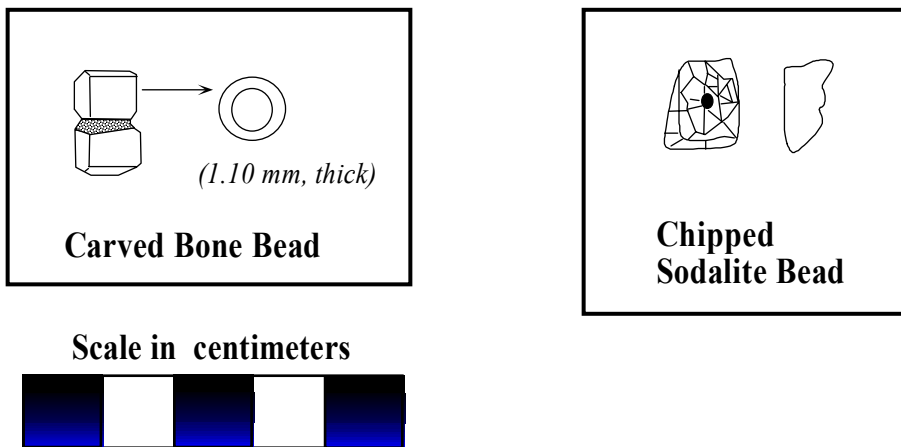 (1.10 mm, thick)
Carved Bone Bead
Chipped
Sodalite Bead
Scale in centimeters